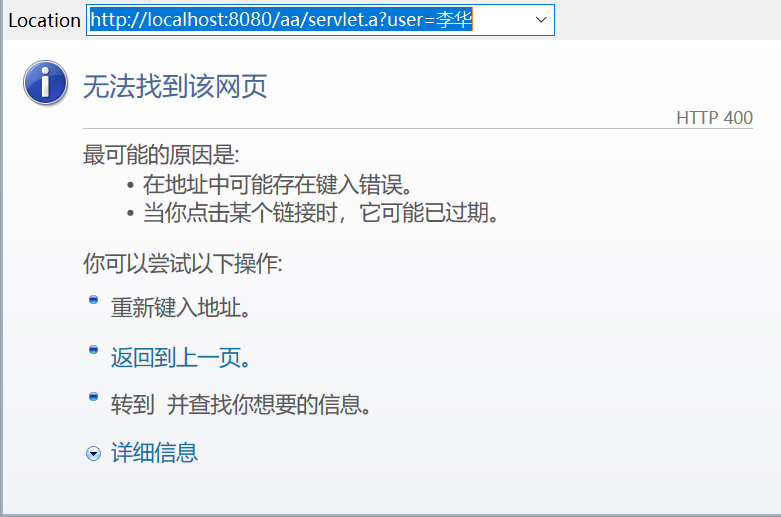 Location http://localhost:8080/aa/servlet.a?user=李华
无法找到该网页
HTTP 400
最可能的原因是:
• 在地址中可能存在键入错误。
• 当你点击某个链接时，它可能已过期。
你可以尝试以下操作:
重新键入地址。
返回到上一页。
转到 并查找你想要的信息。
详细信息